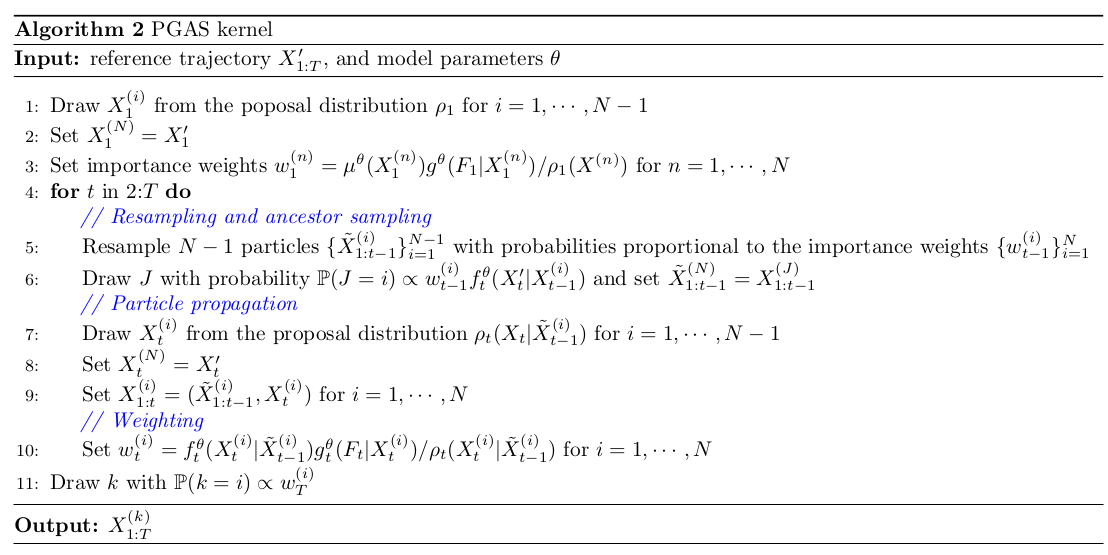 Algorithm 2 PGAS kernel
Input: reference trajectory $X'_{1:T}$, and model parameters $\theta$
1: Draw $X_1^{(i)}$ from the poposal distribution $\rho_1$ for $i = 1, \cdots, N-1$
2: Set $X_1^{(N)} = X'_1$
3: Set importance weights $w_1^{(n)} = \mu^\theta(X_1^{(n)})g^\theta(F_1|X_1^{(n)})/\rho_1(X^{(n)})$ for $n = 1, \cdots, N$
4: for $t$ in 2:$T$ do
// Resampling and ancestor sampling
5: Resample $N-1$ particles $\{\tilde{X}_{1:t-1}^{(i)}\}_{i=1}^{N-1}$ with probabilities proportional to the importance weights $\{w_{t-1}^{(i)}\}_{i=1}^{N}$
6: Draw $J$ with probability $\mathbb{P}(J = i) \propto w_{t-1}^{(i)} f_t^\theta(X'_t|X_{t-1}^{(i)})$ and set $\tilde{X}_{1:t-1}^{(N)} = X_{1:t-1}^{(J)}$
// Particle propagation
7: Draw $X_t^{(i)}$ from the proposal distribution $\rho_t(X_t|\tilde{X}_{t-1}^{(i)})$ for $i = 1, \cdots, N-1$
8: Set $X_t^{(N)} = X'_t$
9: Set $X_{1:t}^{(i)} = (\tilde{X}_{1:t-1}^{(i)}, X_t^{(i)})$ for $i = 1, \cdots, N$
// Weighting
10: Set $w_t^{(i)} = f_t^\theta(X_t^{(i)}|\tilde{X}_{t-1}^{(i)})g_t^\theta(F_t|X_t^{(i)})/\rho_t(X_t^{(i)}|\tilde{X}_{t-1}^{(i)})$ for $i = 1, \cdots, N$
11: Draw $k$ with $\mathbb{P}(k = i) \propto w_T^{(i)}$
Output: $X_{1:T}^{(k)}$